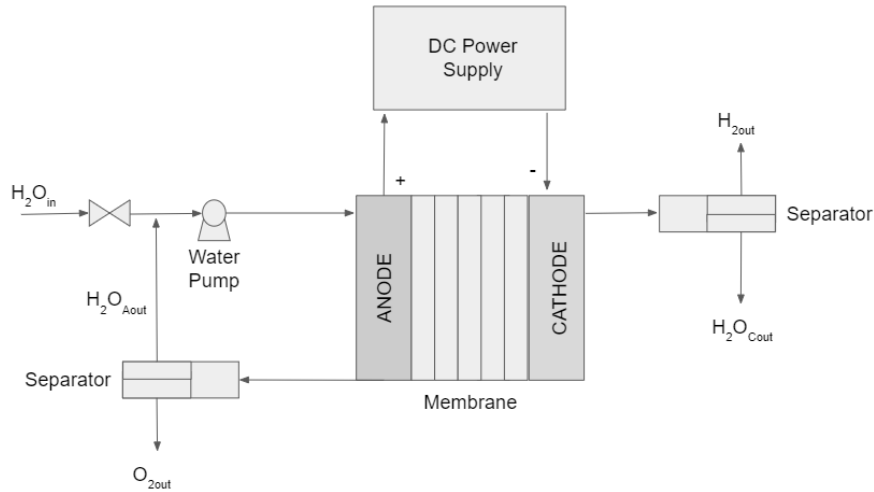 DC Power
Supply
H₂out
+
-
H₂Oin
Separator
Water
Pump
ANODE
CATHODE
H₂OAout
H₂OCout
Separator
Membrane
O₂out